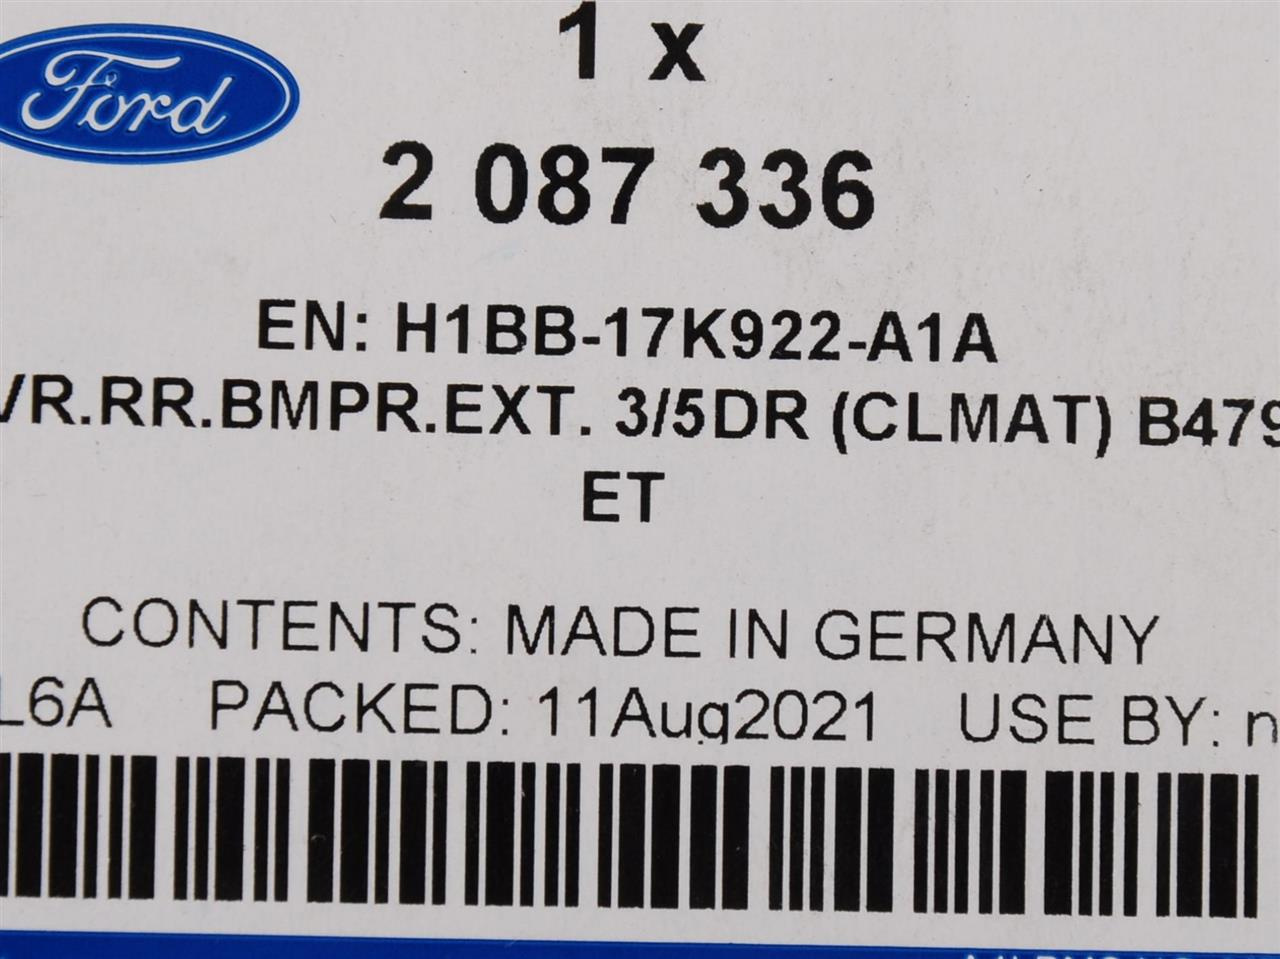 Ford
1 x
2 087 336
EN: H1BB-17K922-A1A
VR.RR.BMPR.EXT. 3/5DR (CLMAT) B479
ET
CONTENTS: MADE IN GERMANY
L6A PACKED: 11Aug2021 USE BY: n